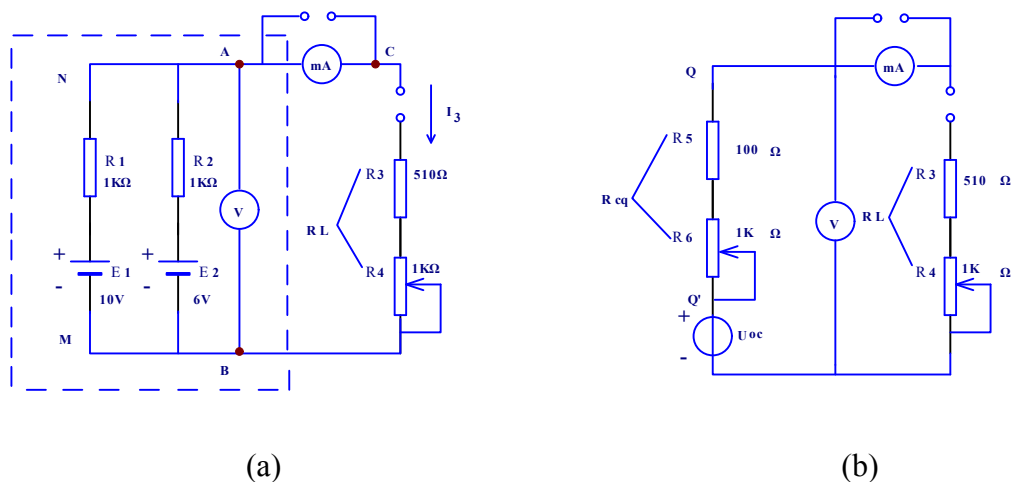 A
C
mA
N
I 3
R 1
1KΩ
R 2
1KΩ
V
R 3
510Ω
R L
R 4
1KΩ
+
-
E 1
10V
+
-
E 2
6V
M
B
(a)
mA
Q
R 5
100 Ω
R cq
R 6
1K Ω
V
R L
R 3
510 Ω
R 4
1K Ω
Q'
+
-
U oc
(b)